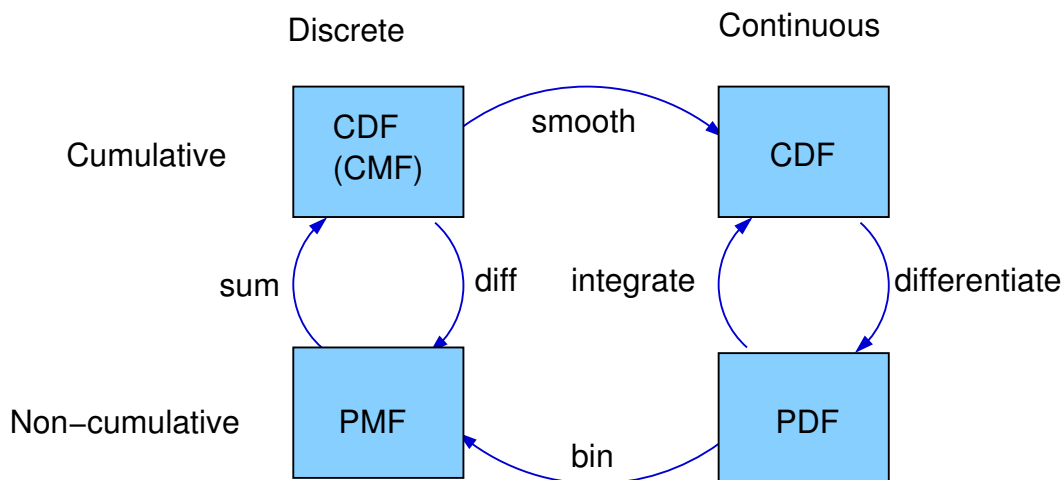 Discrete
Continuous
CDF
(CMF)
smooth
CDF
Cumulative
sum
diff
integrate
differentiate
Non−cumulative
PMF
PDF
bin